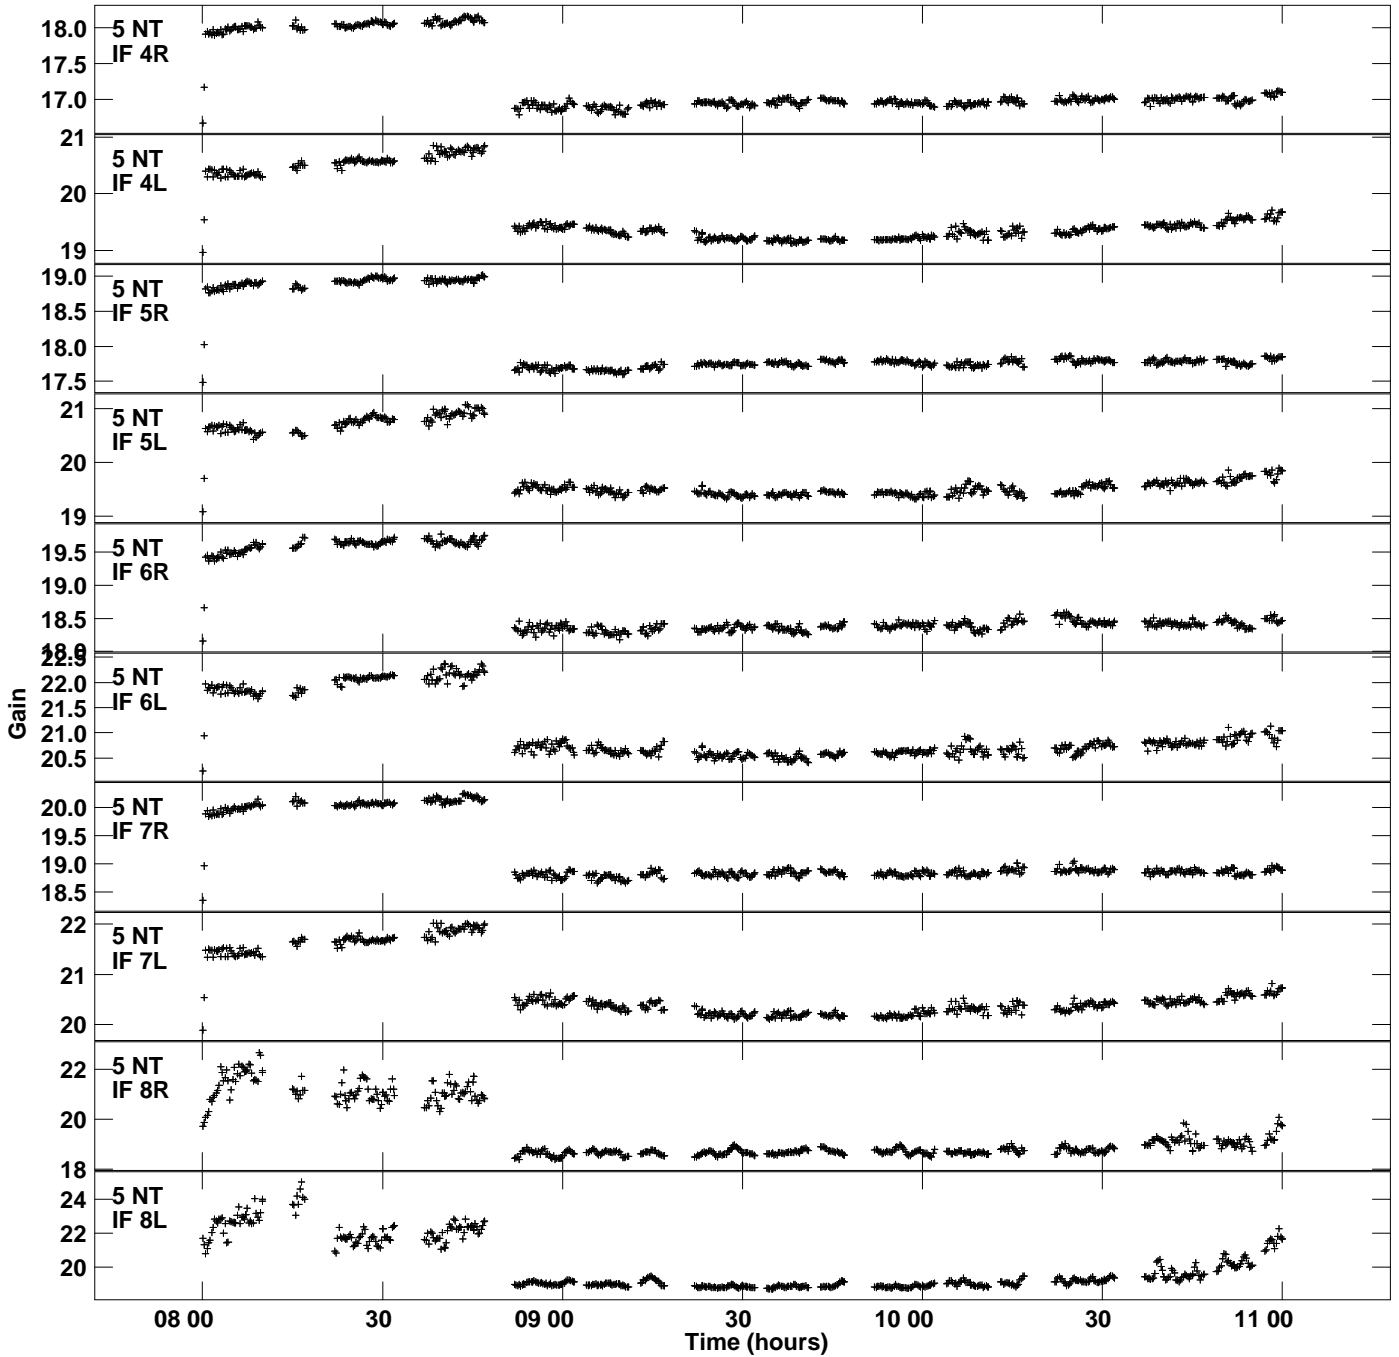 18.0
5 NT
IF 4R
17.5
17.0
21
5 NT
IF 4L
20
19
19.0
5 NT
IF 5R
18.5
18.0
17.5
21
5 NT
IF 5L
20
19
19.5
5 NT
IF 6R
19.0
18.5
18.0
22.5
5 NT
IF 6L
22.0
21.5
21.0
20.5
Gain
20.0
5 NT
IF 7R
19.5
19.0
18.5
22
5 NT
IF 7L
21
20
5 NT
IF 8R
22
20
18
5 NT
IF 8L
24
22
20
08 00 30 09 00 30 10 00 30 11 00
Time (hours)